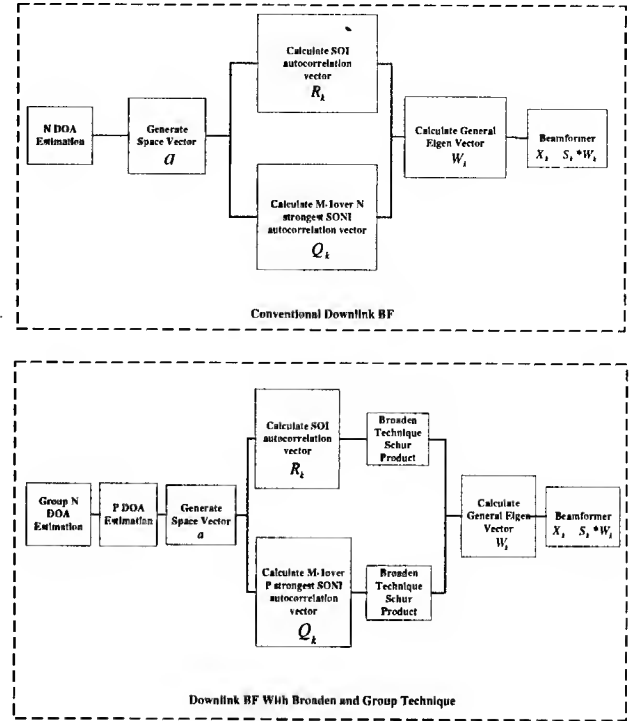 Calculate SOI
autocorrelation
vector
R_k
N DOA
Estimation
Generate
Space Vector
a
Calculate General
Eigen Vector
W_k
Beamformer
X_k S_k *W_k
Calculate M-1over N
strongest SONI
autocorrelation vector
Q_k
Conventional Downlink BF
Calculate SOI
autocorrelation
vector
R_k
Broaden
Technique
Schur
Product
Group N
DOA
Estimation
P DOA
Estimation
Generate
Space Vector
a
Calculate
General Eigen
Vector
W_k
Beamformer
X_k S_k *W_k
Calculate M-1over
P strongest SONI
autocorrelation
vector
Q_k
Broaden
Technique
Schur
Product
Downlink BF With Broaden and Group Technique